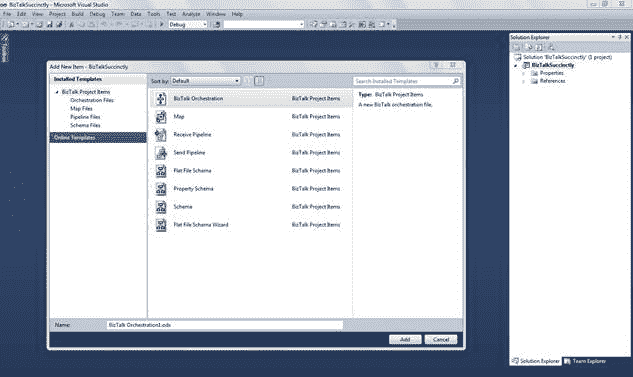 BizTalkSuccinctly - Microsoft Visual Studio
File Edit View Project Build Debug Team Data Tools Test Analyze Window Help
Debug
Toolbox
Add New Item - BizTalkSuccinctly
Installed Templates
BizTalk Project Items
Orchestration Files
Map Files
Pipeline Files
Schema Files
Online Templates
Sort by: Default
Search Installed Templates
BizTalk Orchestration BizTalk Project Items
Map BizTalk Project Items
Receive Pipeline BizTalk Project Items
Send Pipeline BizTalk Project Items
Flat File Schema BizTalk Project Items
Property Schema BizTalk Project Items
Schema BizTalk Project Items
Flat File Schema Wizard BizTalk Project Items
Type: BizTalk Project Items
A new BizTalk orchestration file.
Name: BizTalk Orchestration1.odx
Add Cancel
Solution Explorer
Solution 'BizTalkSuccinctly' (1 project)
BizTalkSuccinctly
Properties
References
Solution Explorer Team Explorer